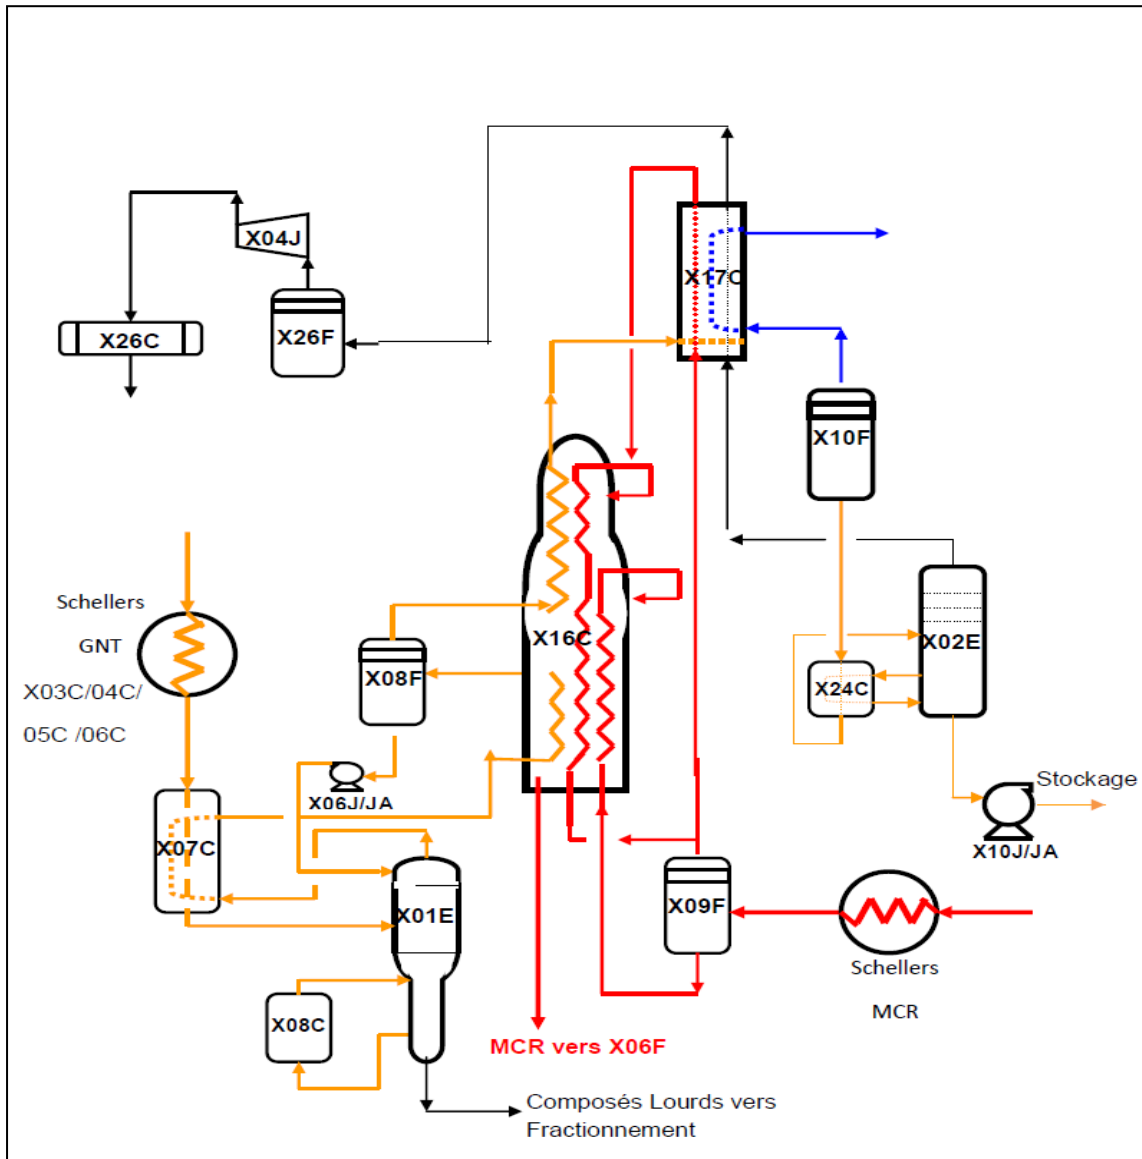 X04J
X17C
X26C
X26F
X10F
Schellers
GNT
X03C/04C/
05C /06C
X16C
X08F
X02E
X24C
X06J/JA
Stockage
X10J/JA
X07C
X01E
X09F
Schellers
MCR
X08C
MCR vers X06F
Composés Lourds vers
Fractionnement